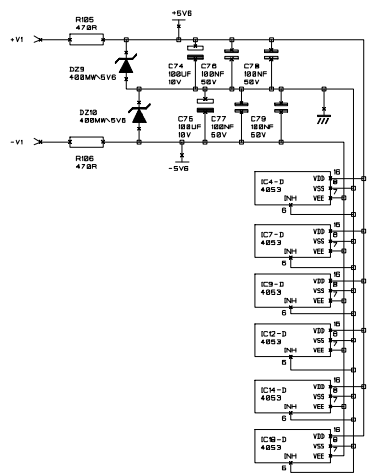 R105
470R
+5V6
+V1
DZ9
400MW\5V6
C74
100UF
10V
C76
100NF
50V
C78
100NF
50V
DZ10
400MW\5V6
C75
100UF
10V
C77
100NF
50V
C79
100NF
50V
-V1
R106
470R
-5V6
IC4-D
4053
VDD 16
VSS 8
VEE 7
INH
6
IC7-D
4053
VDD 16
VSS 8
VEE 7
INH
6
IC9-D
4053
VDD 16
VSS 8
VEE 7
INH
6
IC12-D
4053
VDD 16
VSS 8
VEE 7
INH
6
IC14-D
4053
VDD 16
VSS 8
VEE 7
INH
6
4053
VDD 16
VSS 8
VEE 7
INH
6